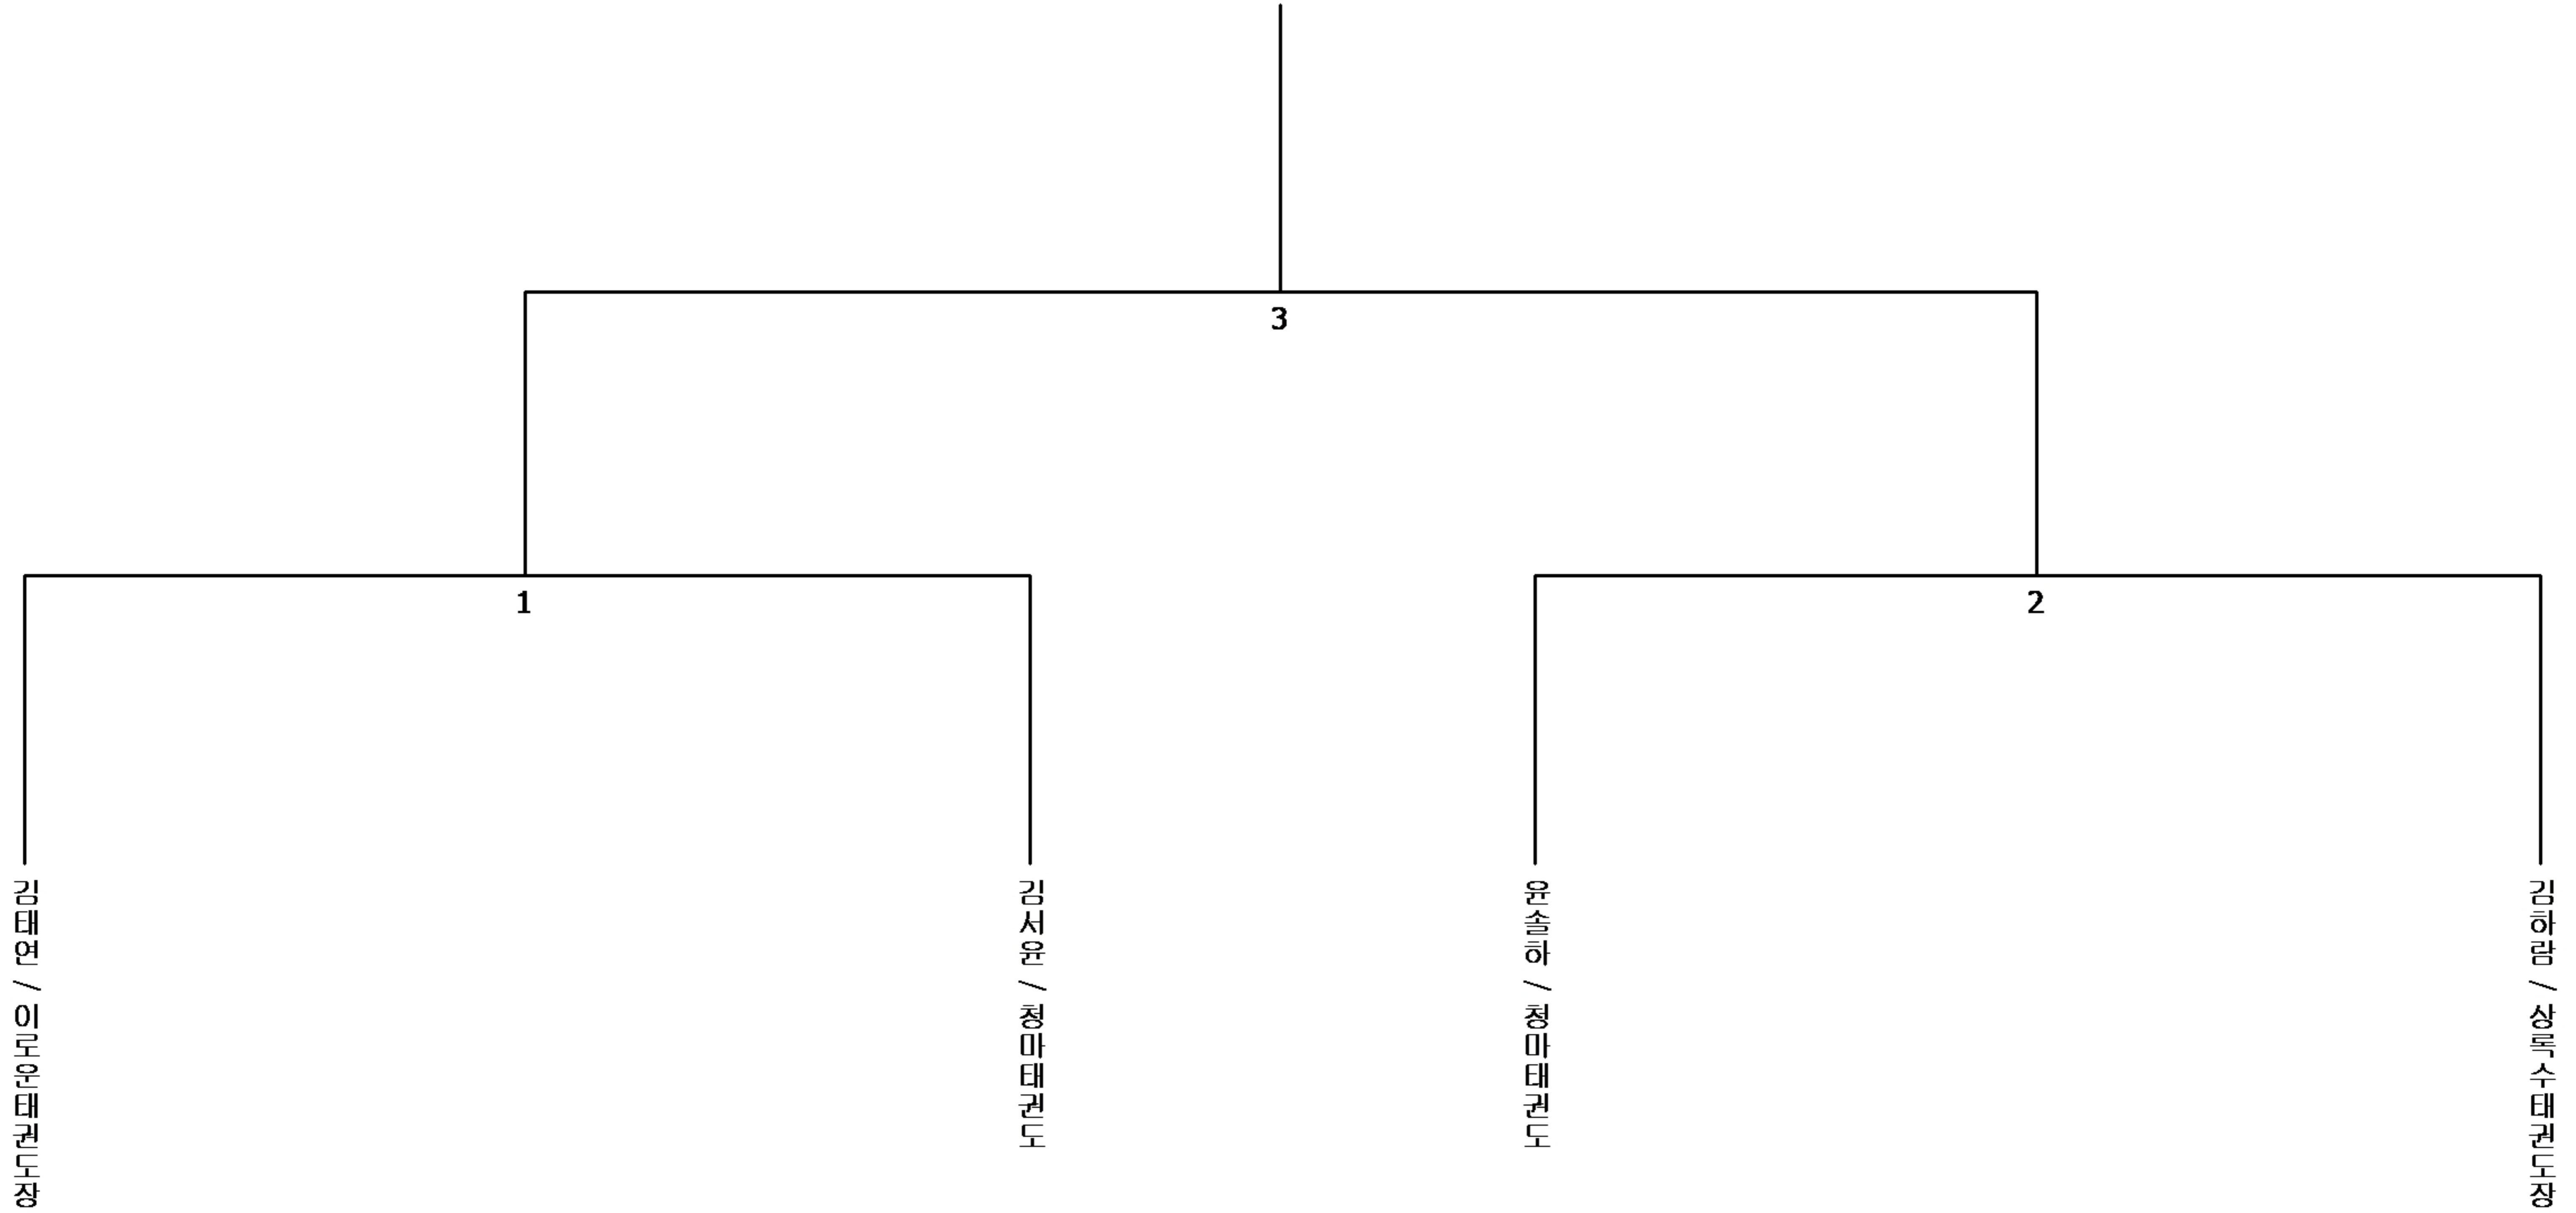 3
1
2
김태연 / 이로운태권도장
김서윤 / 청마태권도
윤솔하 / 청마태권도
김하람 / 상록수태권도장